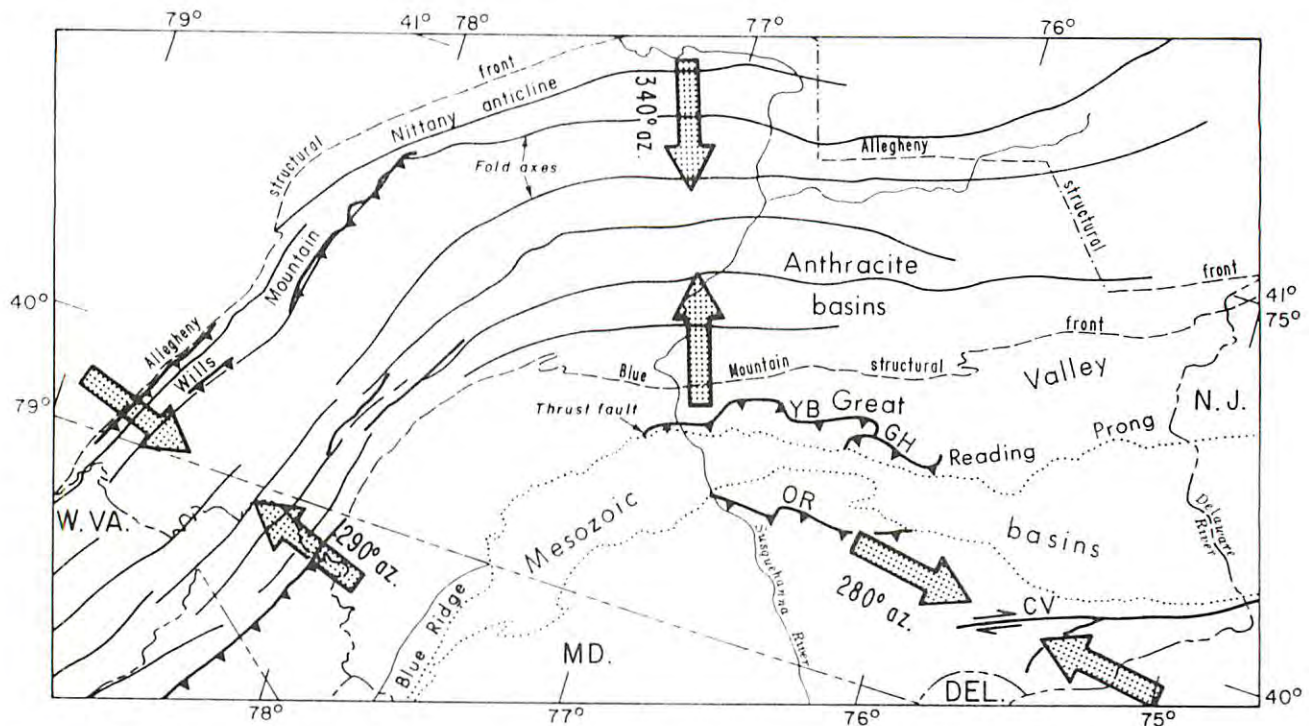 79°
41°
78°
77°
76°
front
structural
Nittany anticline
340° az.
Fold axes
Allegheny
structural
front
Mountain
Wills
Allegheny
40°
79°
Anthracite
basins
41°
75°
front
structural
Mountain
Blue
Valley
Great
N. J.
Thrust fault
YB
GH
Reading
Prong
W. VA.
290° az.
Mesozoic
OR
basins
Delaware
River
Susquehanna
River
280° az.
CV
Blue Ridge
MD.
DEL.
78°
77°
76°
75°
40°